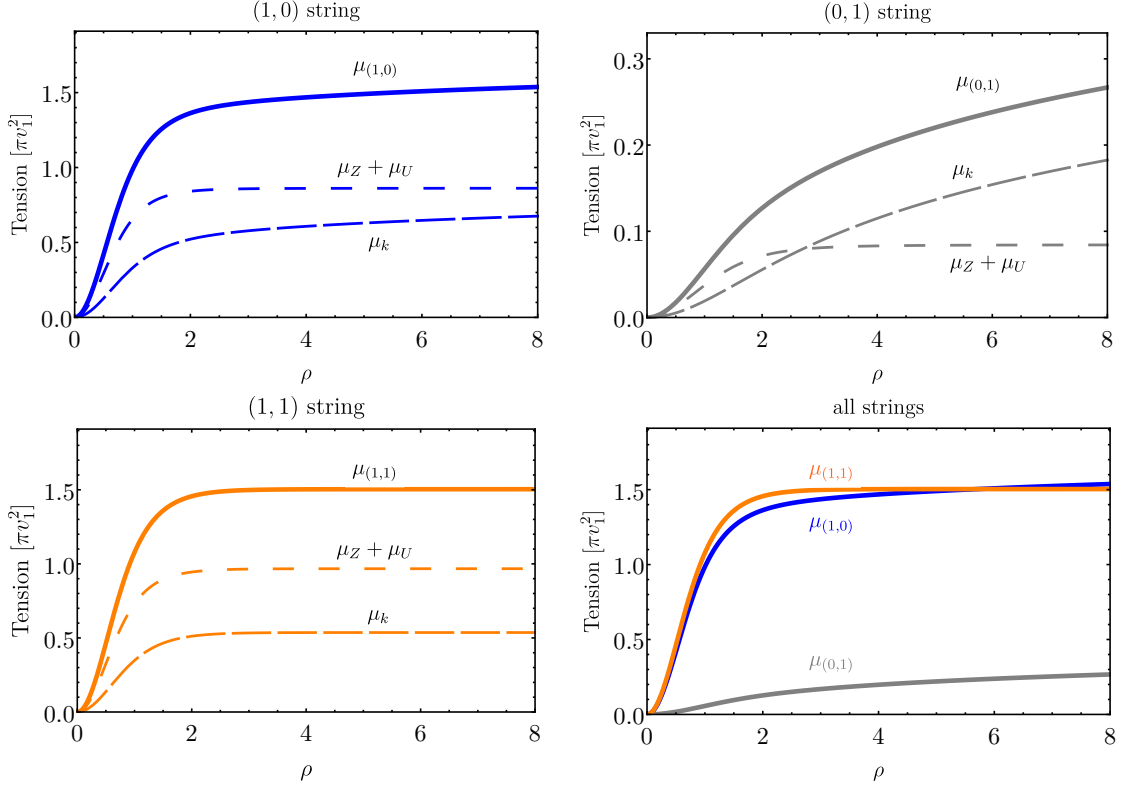 (1, 0) string
Tension [πv₁²]
1.5
1.0
0.5
0.0
μ(1,0)
μZ + μU
μk
0 2 4 6 8
ρ
(0, 1) string
Tension [πv₁²]
0.3
0.2
0.1
0.0
μ(0,1)
μk
μZ + μU
0 2 4 6 8
ρ
(1, 1) string
Tension [πv₁²]
1.5
1.0
0.5
0.0
μ(1,1)
μZ + μU
μk
0 2 4 6 8
ρ
all strings
Tension [πv₁²]
1.5
1.0
0.5
0.0
μ(1,1)
μ(1,0)
μ(0,1)
0 2 4 6 8
ρ